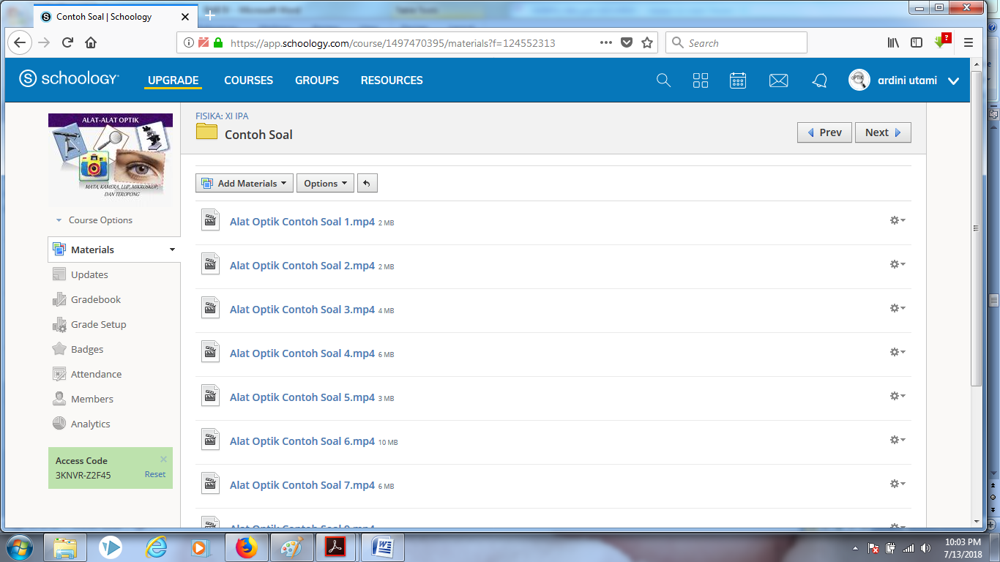 Contoh Soal | Schoology
https://app.schoology.com/course/1497470395/materials?f=124552313
Search
S schoology
UPGRADE
COURSES
GROUPS
RESOURCES
ardini utami
ALAT-ALAT OPTIK
MATA, KAMERA, LUP, MIKROSKOP,
DAN TEROPONG
Course Options
Materials
Updates
Gradebook
Grade Setup
Badges
Attendance
Members
Analytics
Access Code
3KNVR-Z2F45 Reset
FISIKA: XI IPA
Contoh Soal
Prev
Next
Add Materials
Options
Alat Optik Contoh Soal 1.mp4 2 MB
Alat Optik Contoh Soal 2.mp4 2 MB
Alat Optik Contoh Soal 3.mp4 4 MB
Alat Optik Contoh Soal 4.mp4 6 MB
Alat Optik Contoh Soal 5.mp4 3 MB
Alat Optik Contoh Soal 6.mp4 10 MB
Alat Optik Contoh Soal 7.mp4 6 MB
10:03 PM
7/13/2018